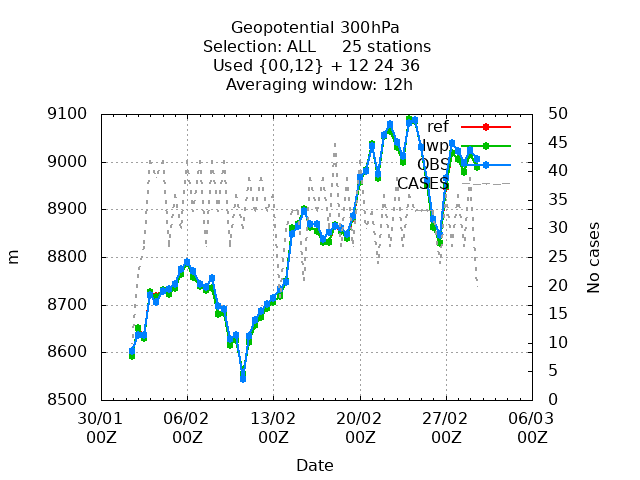 Geopotential 300hPa
Selection: ALL 25 stations
Used {00,12} + 12 24 36
Averaging window: 12h
9100
9000
8900
8800
8700
8600
8500
m
50
45
40
35
30
25
20
15
10
5
0
No cases
ref
lwp
OBS
CASES
30/01 06/02 13/02 20/02 27/02 06/03
00Z 00Z 00Z 00Z 00Z 00Z
Date